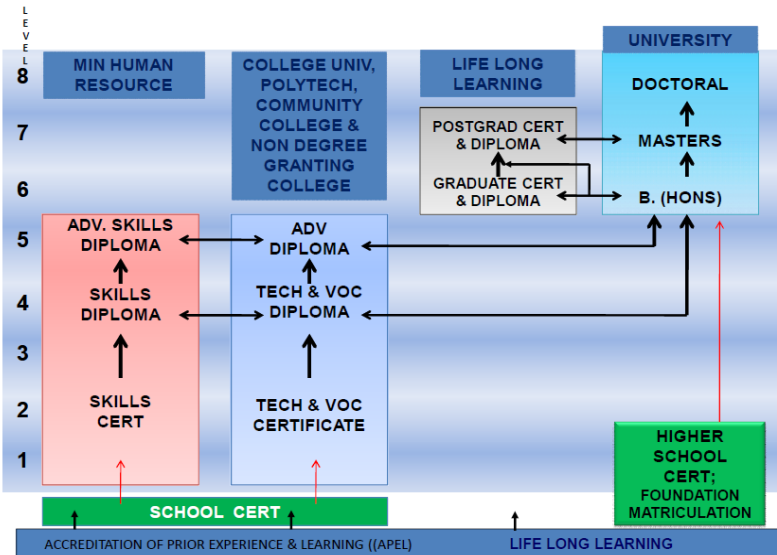 LEVEL
8
7
6
5
4
3
2
1
MIN HUMAN
RESOURCE
ADV. SKILLS
DIPLOMA
SKILLS
DIPLOMA
SKILLS
CERT
COLLEGE UNIV,
POLYTECH,
COMMUNITY
COLLEGE &
NON DEGREE
GRANTING
COLLEGE
ADV
DIPLOMA
TECH & VOC
DIPLOMA
TECH & VOC
CERTIFICATE
LIFE LONG
LEARNING
POSTGRAD CERT
& DIPLOMA
GRADUATE CERT
& DIPLOMA
UNIVERSITY
DOCTORAL
MASTERS
B. (HONS)
HIGHER
SCHOOL
CERT;
FOUNDATION
MATRICULATION
SCHOOL CERT
ACCREDITATION OF PRIOR EXPERIENCE & LEARNING ((APEL)
LIFE LONG LEARNING